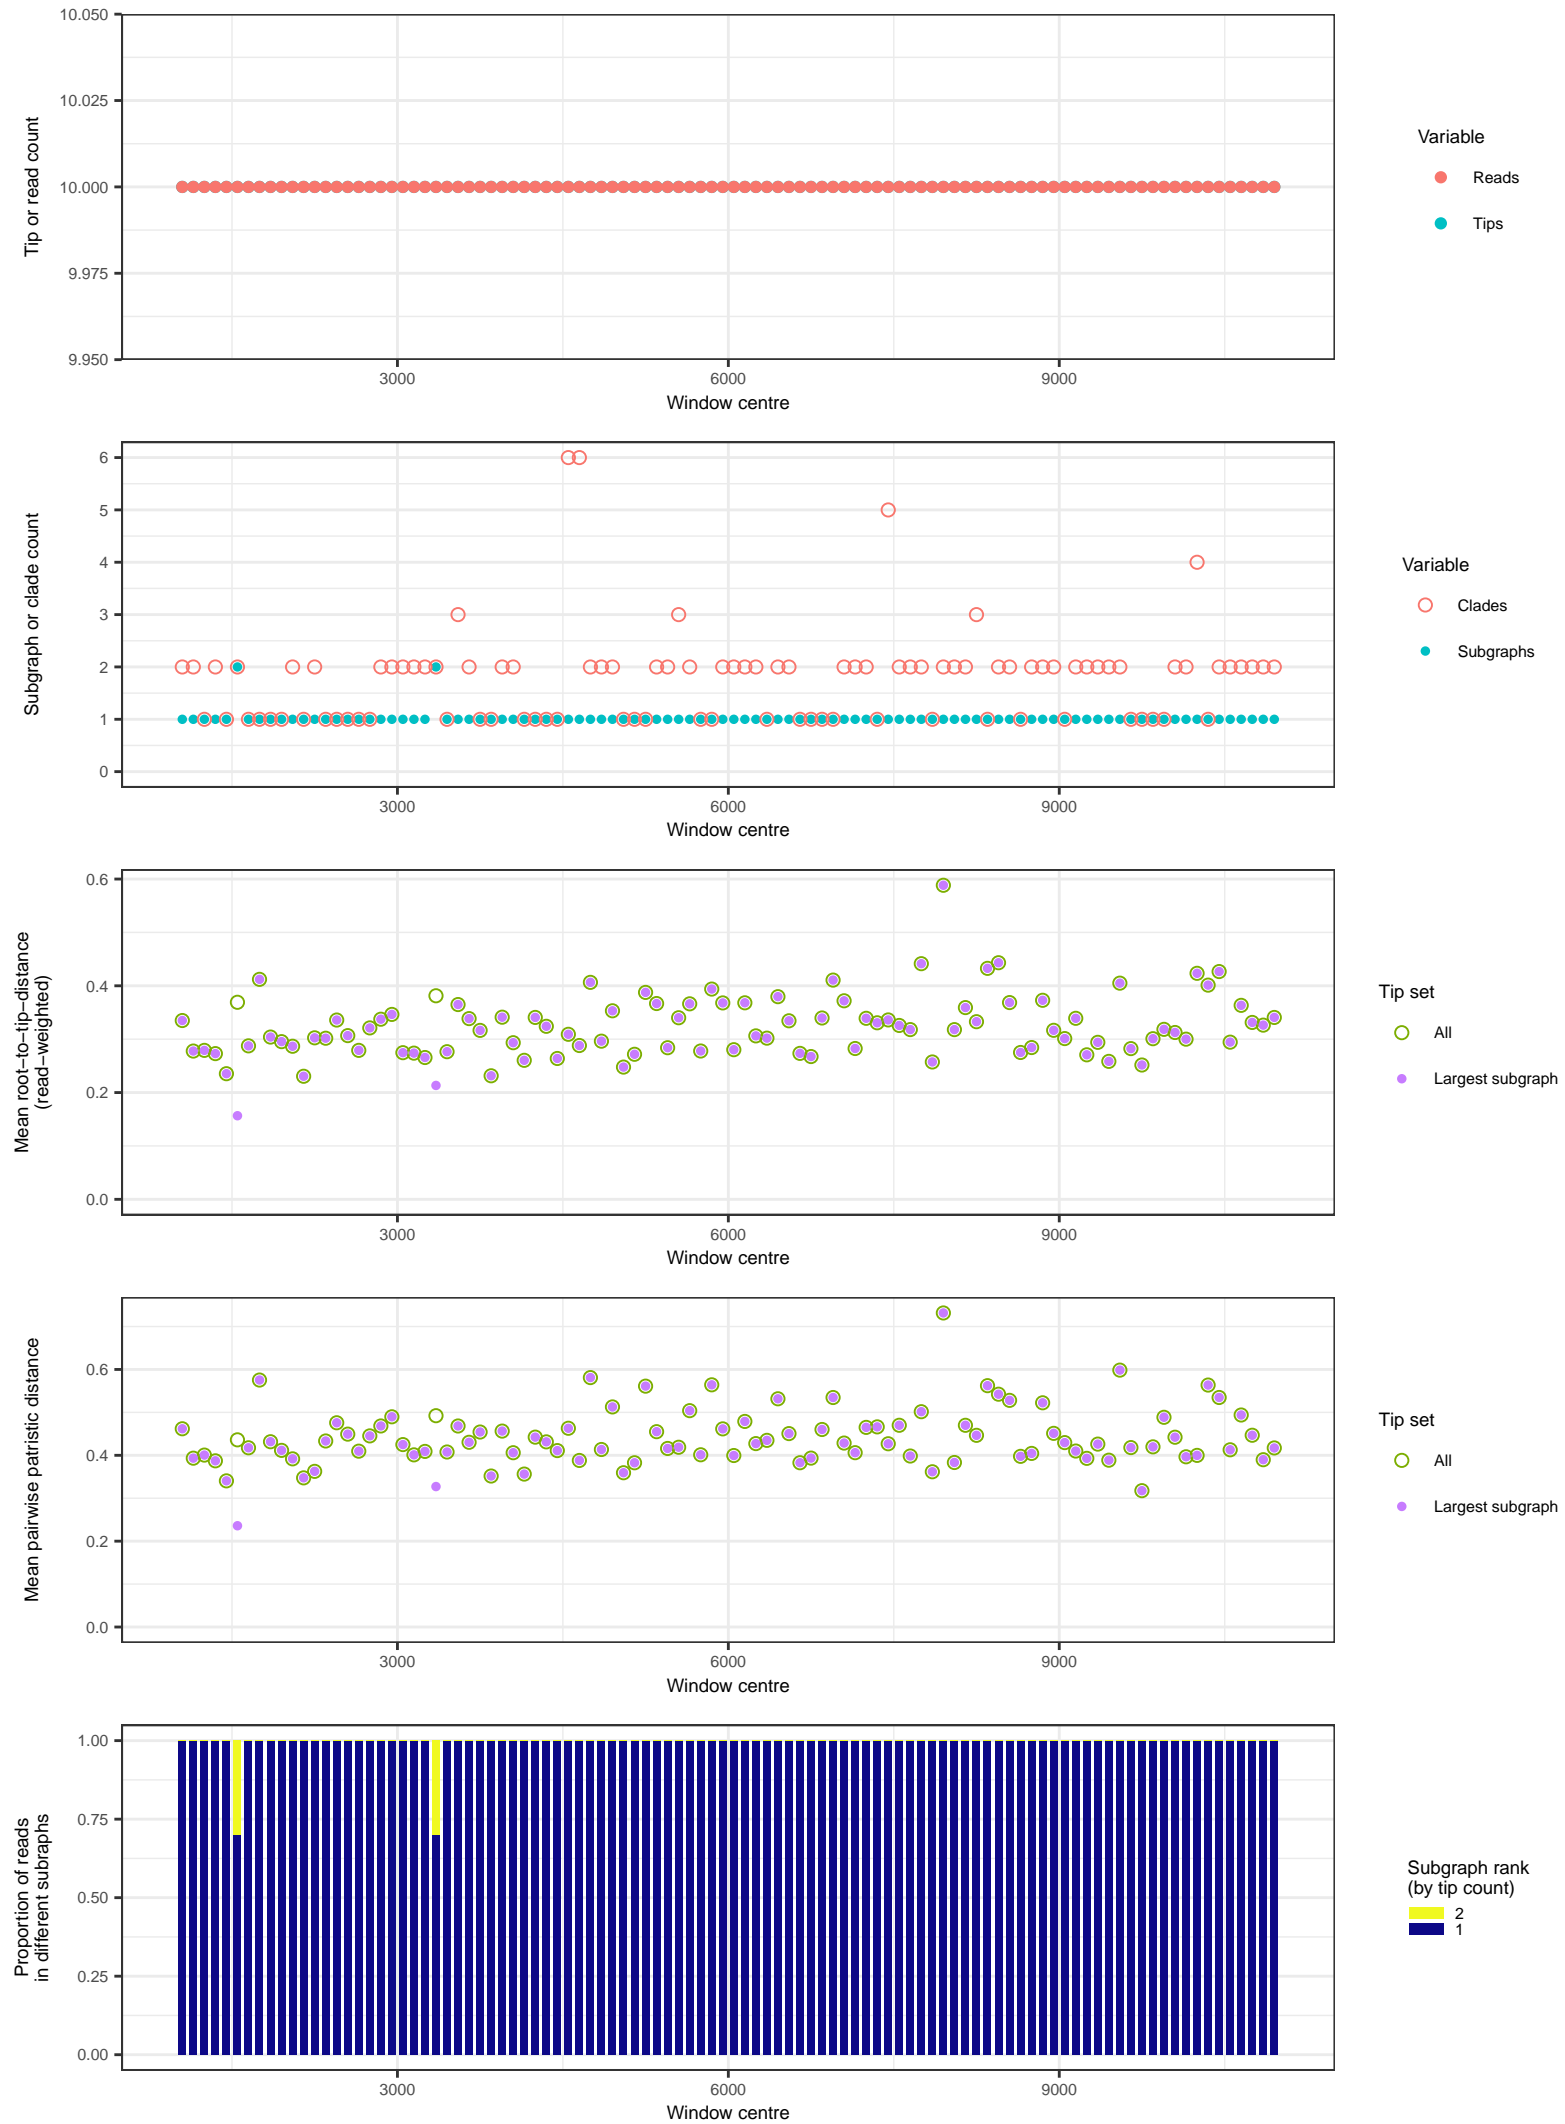 10.050
10.025
10.000
9.975
9.950
Tip or read count
3000 6000 9000
Window centre
Variable
Reads
Tips
6
5
4
3
2
1
0
Subgraph or clade count
3000 6000 9000
Window centre
Variable
Clades
Subgraphs
0.6
0.4
0.2
0.0
Mean root−to−tip−distance
(read−weighted)
3000 6000 9000
Window centre
Tip set
All
Largest subgraph
0.6
0.4
0.2
0.0
Mean pairwise patristic distance
3000 6000 9000
Window centre
Tip set
All
Largest subgraph
1.00
0.75
0.50
0.25
0.00
Proportion of reads
in different subraphs
3000 6000 9000
Window centre
Subgraph rank
(by tip count)
2
1